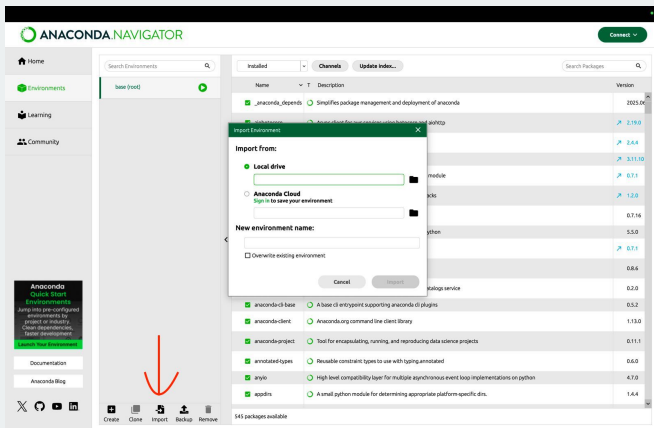 ANACONDA.NAVIGATOR
Connect
Home
Environments
Learning
Community
Anaconda
Quick Start
Environments
Jump into pre-configured
environments by
project or industry.
Clean dependencies,
faster development
Launch Your Environment
Documentation
Anaconda Blog
Search Environments
base (root)
Create Clone Import Backup Remove
Installed Channels Update index... Search Packages
Name T Description Version
_anaconda_depends Simplifies package management and deployment of anaconda 2025.06
2.19.0
2.4.4
3.11.10
module 0.7.1
1.2.0
0.7.16
ython 5.5.0
0.7.1
0.8.6
atalogs service 0.2.0
Import Environment
Import from:
Local drive
Anaconda Cloud
Sign in to save your environment
New environment name:
Overwrite existing environment
Cancel Import
anaconda-cli-base A base cli entrypoint supporting anaconda cli plugins 0.5.2
anaconda-client Anaconda.org command line client library 1.13.0
anaconda-project Tool for encapsulating, running, and reproducing data science projects 0.11.1
annotated-types Reusable constraint types to use with typing.annotated 0.6.0
anyio High level compatibility layer for multiple asynchronous event loop implementations on python 4.7.0
appdirs A small python module for determining appropriate platform-specific dirs. 1.4.4
545 packages available